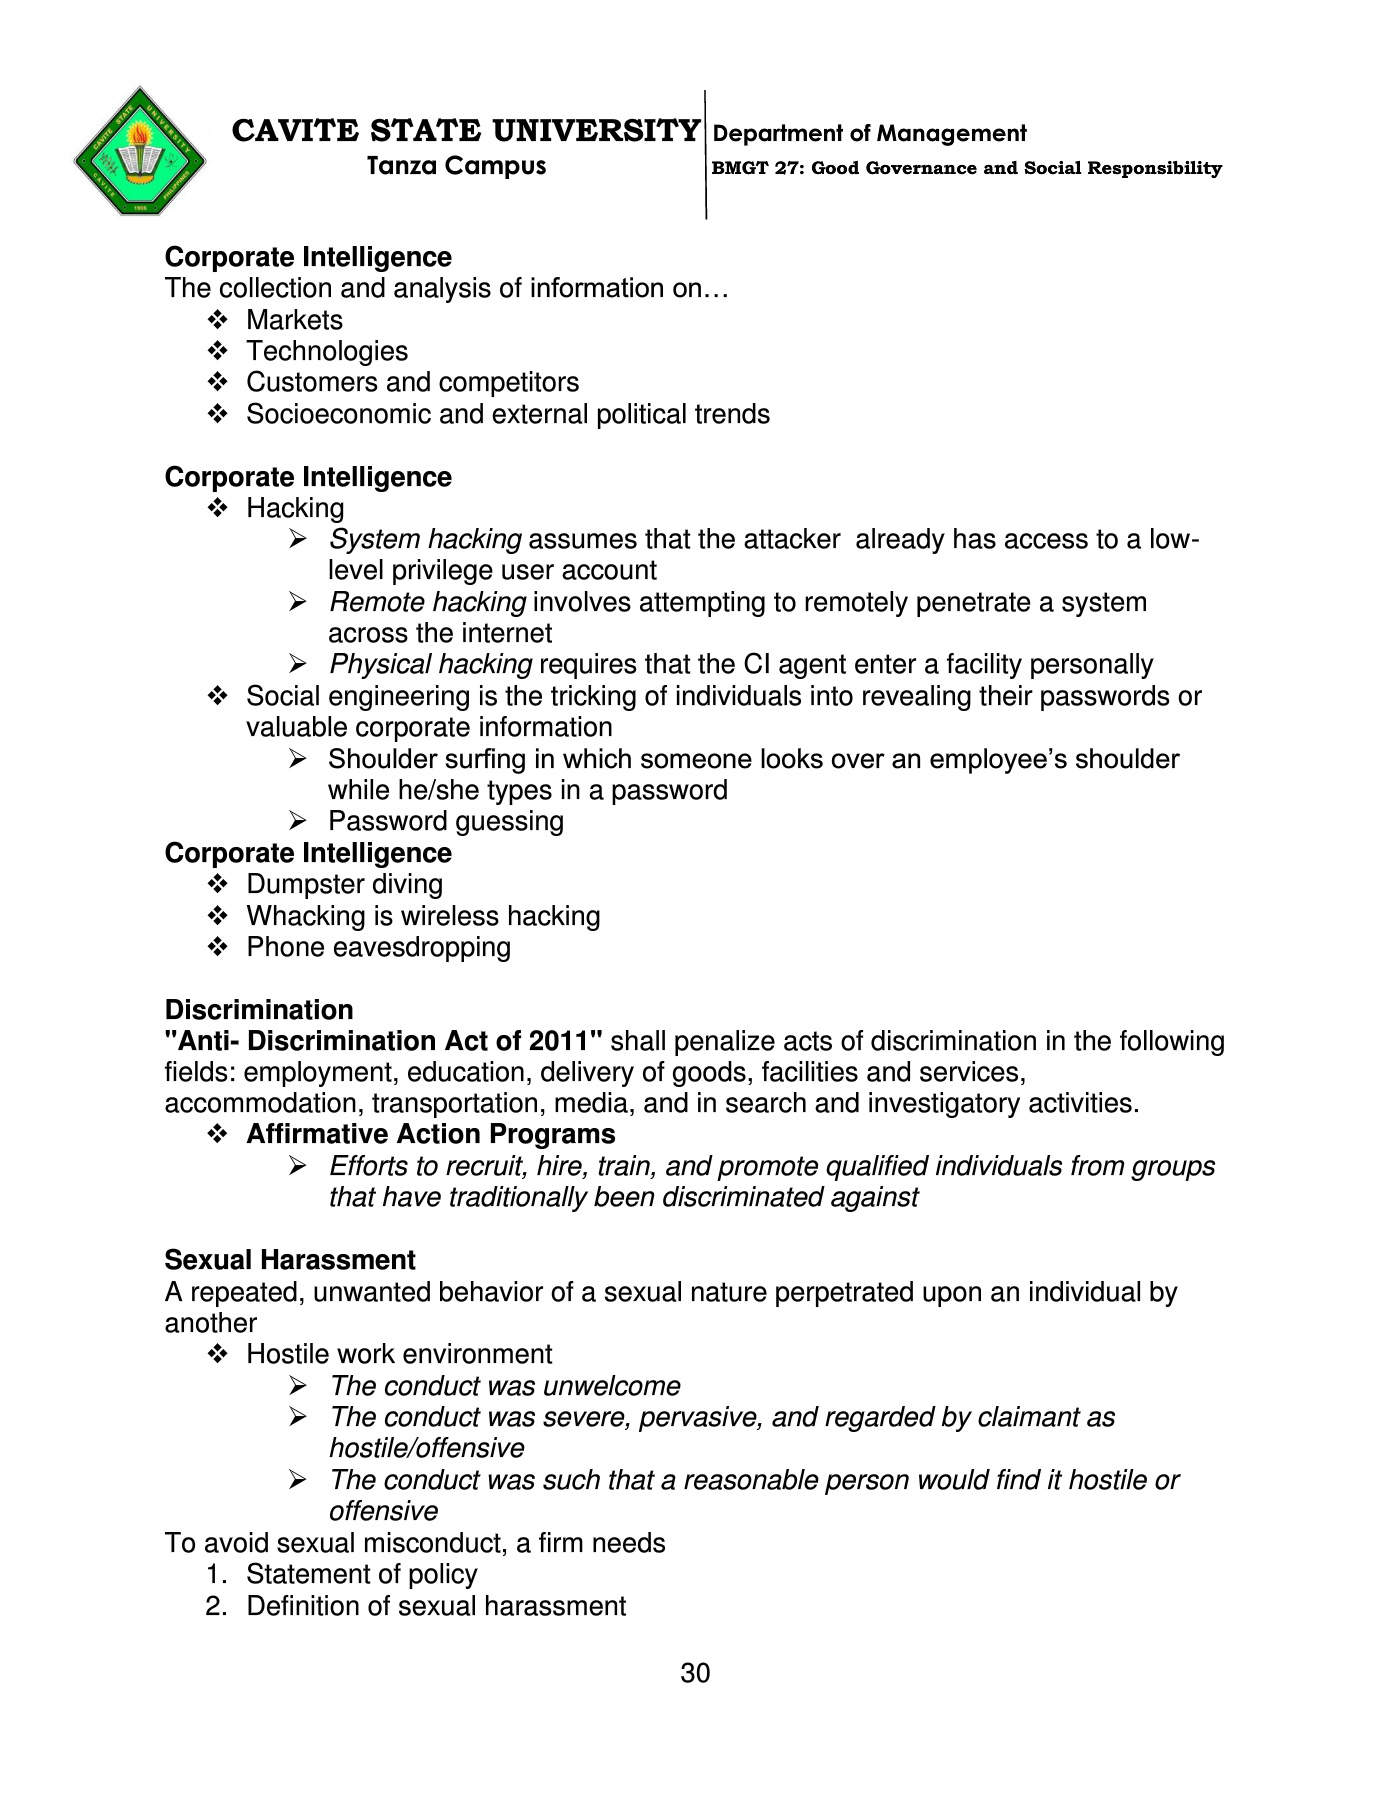 CAVITE STATE UNIVERSITY
Tanza Campus
Department of Management
BMGT 27: Good Governance and Social Responsibility
CAVITE STATE UNIVERSITY
CAVITE PHILIPPINES
1906
Corporate Intelligence
The collection and analysis of information on…
❖ Markets
❖ Technologies
❖ Customers and competitors
❖ Socioeconomic and external political trends
Corporate Intelligence
❖ Hacking
➢ System hacking assumes that the attacker  already has access to a low-
level privilege user account
➢ Remote hacking involves attempting to remotely penetrate a system
across the internet
➢ Physical hacking requires that the CI agent enter a facility personally
❖ Social engineering is the tricking of individuals into revealing their passwords or
valuable corporate information
➢ Shoulder surfing in which someone looks over an employee’s shoulder
while he/she types in a password
➢ Password guessing
Corporate Intelligence
❖ Dumpster diving
❖ Whacking is wireless hacking
❖ Phone eavesdropping
Discrimination
"Anti- Discrimination Act of 2011" shall penalize acts of discrimination in the following
fields: employment, education, delivery of goods, facilities and services,
accommodation, transportation, media, and in search and investigatory activities.
❖ Affirmative Action Programs
➢ Efforts to recruit, hire, train, and promote qualified individuals from groups
that have traditionally been discriminated against
Sexual Harassment
A repeated, unwanted behavior of a sexual nature perpetrated upon an individual by
another
❖ Hostile work environment
➢ The conduct was unwelcome
➢ The conduct was severe, pervasive, and regarded by claimant as
hostile/offensive
➢ The conduct was such that a reasonable person would find it hostile or
offensive
To avoid sexual misconduct, a firm needs
1. Statement of policy
2. Definition of sexual harassment
30